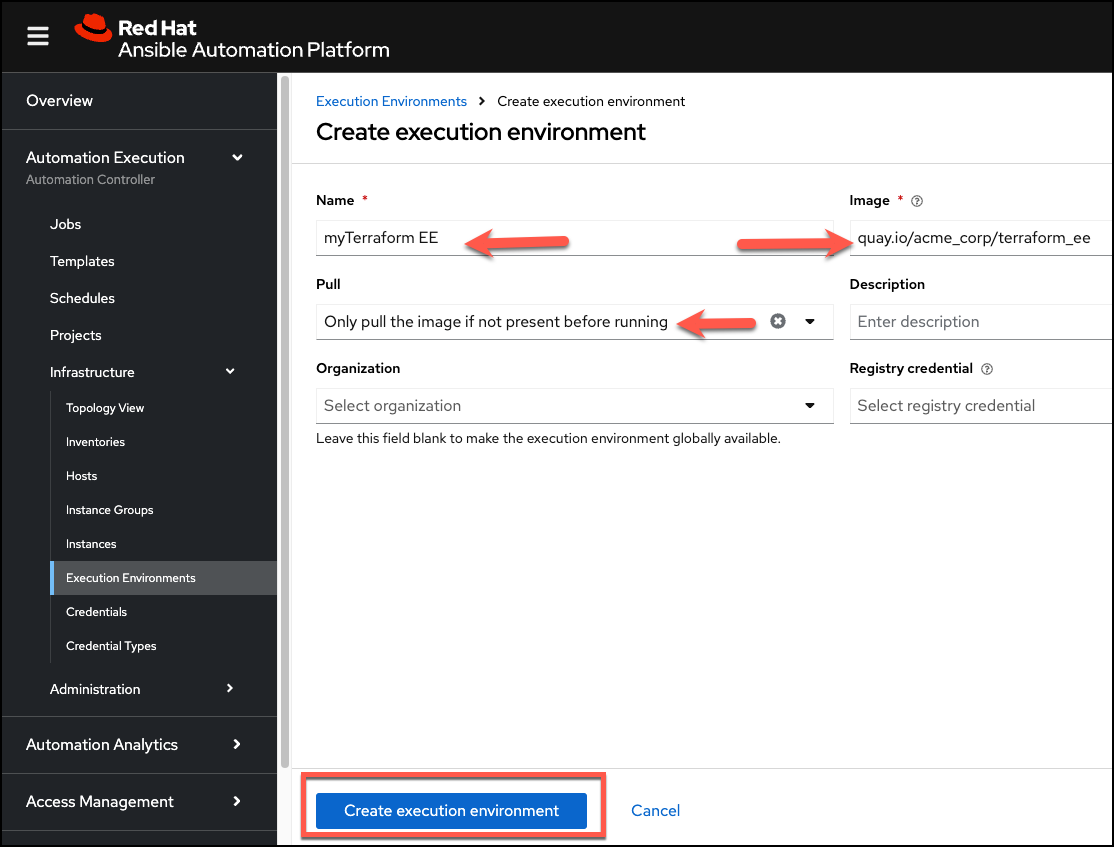 Red Hat
Ansible Automation Platform
Overview
Automation Execution
Automation Controller
Jobs
Templates
Schedules
Projects
Infrastructure
Topology View
Inventories
Hosts
Instance Groups
Instances
Execution Environments
Credentials
Credential Types
Administration
Automation Analytics
Access Management
Execution Environments > Create execution environment
Create execution environment
Name *
myTerraform EE
Image *
quay.io/acme_corp/terraform_ee
Pull
Only pull the image if not present before running
Description
Enter description
Organization
Select organization
Leave this field blank to make the execution environment globally available.
Registry credential
Select registry credential
Create execution environment
Cancel